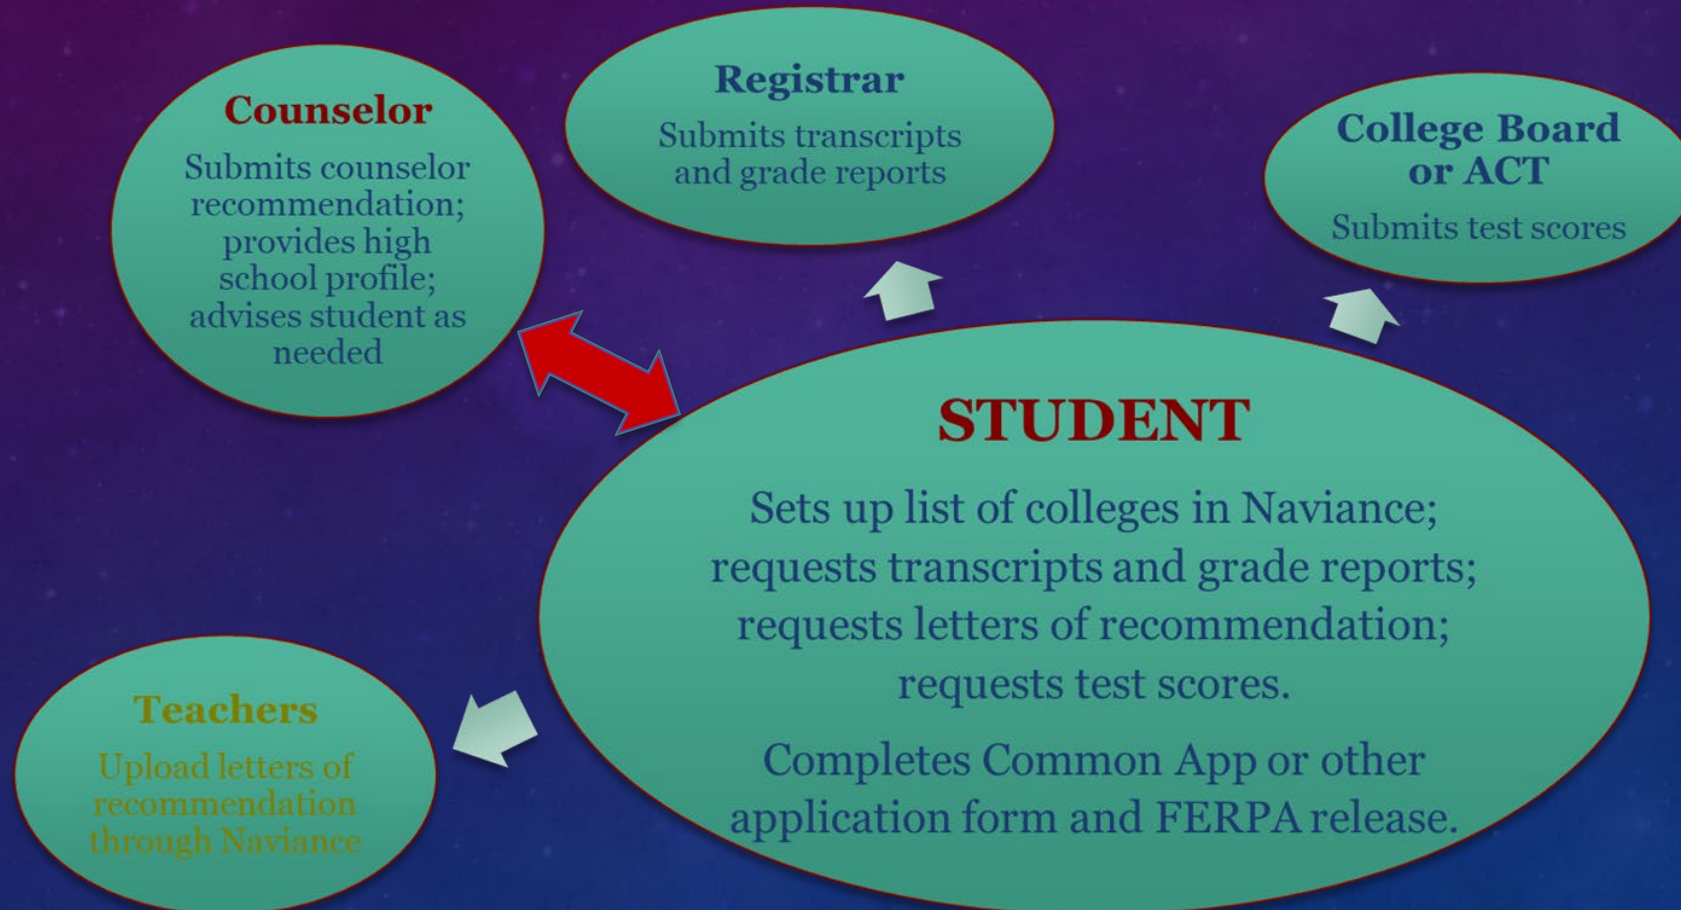 Counselor
Submits counselor
recommendation;
provides high
school profile;
advises student as
needed
Registrar
Submits transcripts
and grade reports
College Board
or ACT
Submits test scores
STUDENT
Sets up list of colleges in Naviance;
requests transcripts and grade reports;
requests letters of recommendation;
requests test scores.
Completes Common App or other
application form and FERPA release.
Teachers
Upload letters of
recommendation
through Naviance